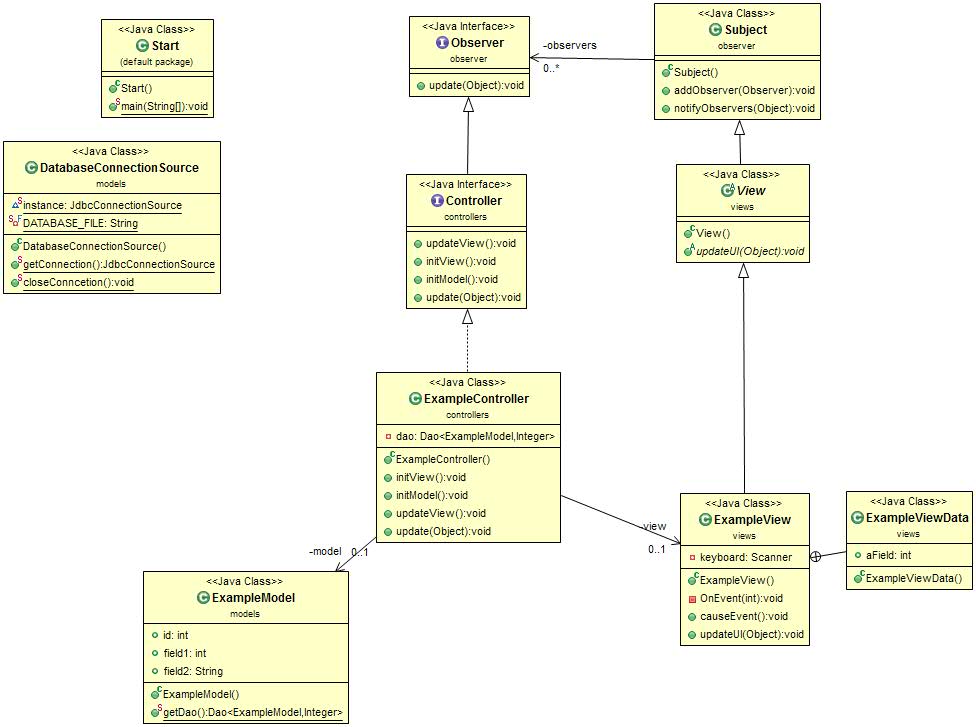 <<Java Class>>
Start
(default package)
Start()
main(String[]):void
<<Java Interface>>
Observer
observer
update(Object):void
-observers
0..*
<<Java Class>>
Subject
observer
Subject()
addObserver(Observer):void
notifyObservers(Object):void
<<Java Class>>
DatabaseConnectionSource
models
instance: JdbcConnectionSource
DATABASE_FILE: String
DatabaseConnectionSource()
getConnection():JdbcConnectionSource
closeConncetion():void
<<Java Interface>>
Controller
controllers
updateView():void
initView():void
initModel():void
update(Object):void
<<Java Class>>
View
views
View()
updateUI(Object):void
<<Java Class>>
ExampleController
controllers
dao: Dao<ExampleModel,Integer>
ExampleController()
initView():void
initModel():void
updateView():void
update(Object):void
-view
0..1
-model 0..1
<<Java Class>>
ExampleView
views
keyboard: Scanner
ExampleView()
OnEvent(int):void
causeEvent():void
updateUI(Object):void
<<Java Class>>
ExampleViewData
views
aField: int
ExampleViewData()
<<Java Class>>
ExampleModel
models
id: int
field1: int
field2: String
ExampleModel()
getDao():Dao<ExampleModel,Integer>